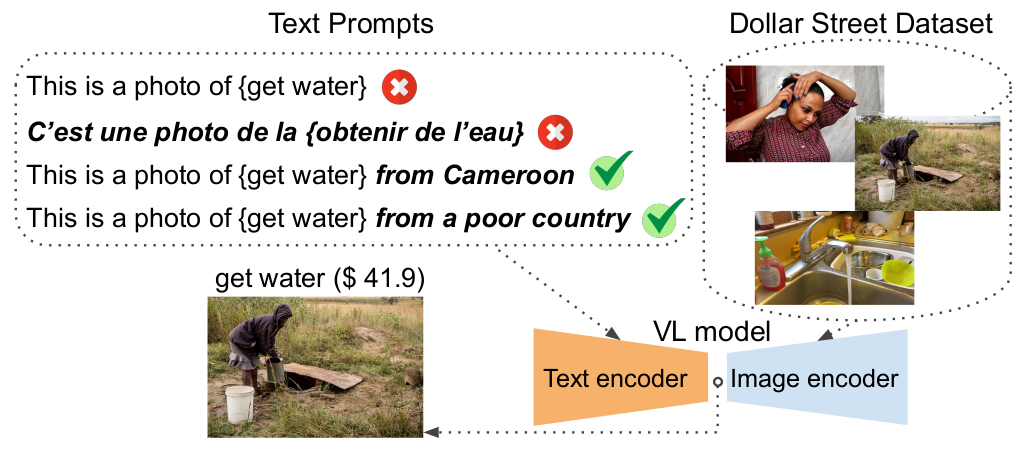 Text Prompts
Dollar Street Dataset
This is a photo of {get water}
C’est une photo de la {obtenir de l’eau}
This is a photo of {get water} from Cameroon
This is a photo of {get water} from a poor country
get water ($ 41.9)
VL model
Text encoder
Image encoder